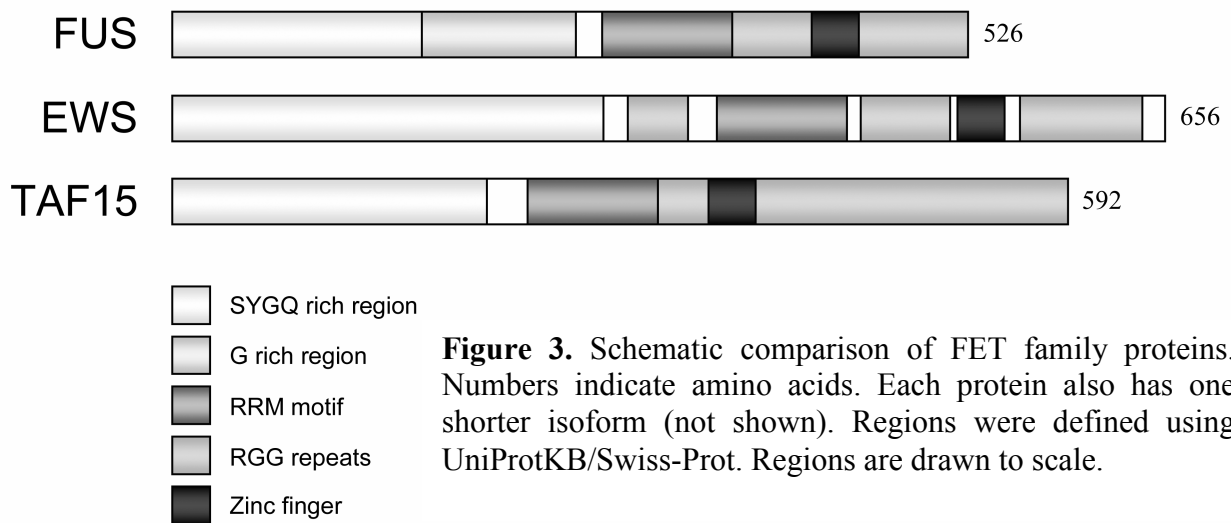 FUS
526
EWS
656
TAF15
592
SYGQ rich region
G rich region
RRM motif
RGG repeats
Zinc finger
Figure 3. Schematic comparison of FET family proteins.
Numbers indicate amino acids. Each protein also has one
shorter isoform (not shown). Regions were defined using
UniProtKB/Swiss-Prot. Regions are drawn to scale.